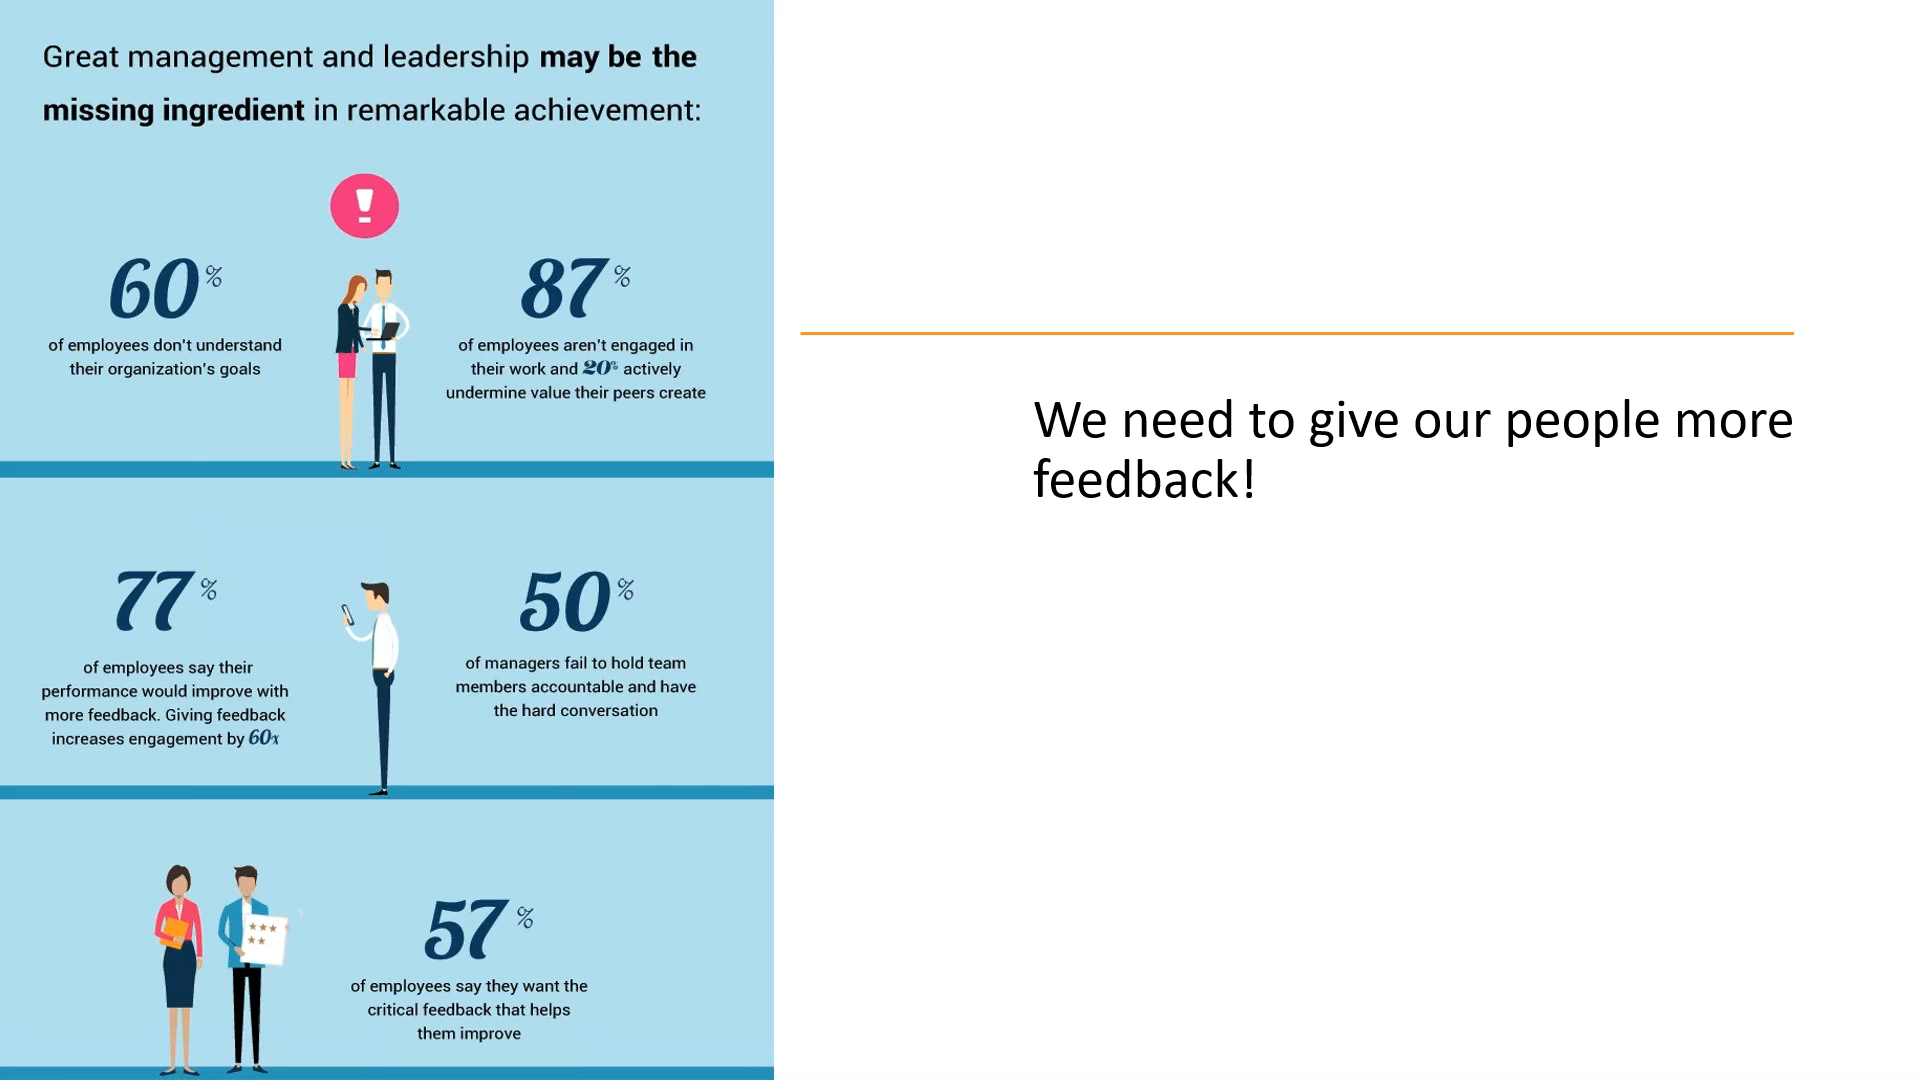 Great management and leadership may be the
missing ingredient in remarkable achievement:
!
60%
of employees don't understand
their organization's goals
87%
of employees aren't engaged in
their work and 20% actively
undermine value their peers create
77%
of employees say their
performance would improve with
more feedback. Giving feedback
increases engagement by 60x
50%
of managers fail to hold team
members accountable and have
the hard conversation
57%
of employees say they want the
critical feedback that helps
them improve
We need to give our people more
feedback!